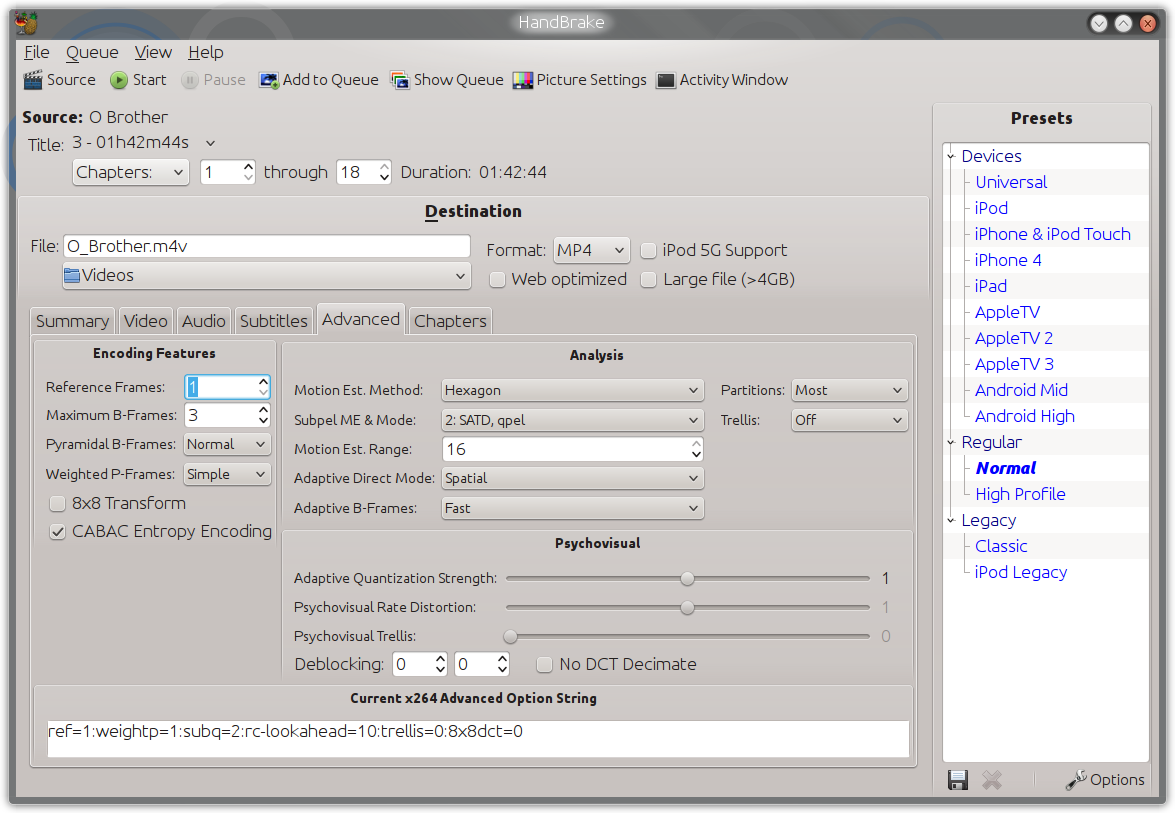 HandBrake
File Queue View Help
Source Start Pause Add to Queue Show Queue Picture Settings Activity Window
Source: O Brother
Title: 3 - 01h42m44s
Chapters: 1 through 18 Duration: 01:42:44
Destination
File: O_Brother.m4v Format: MP4 iPod 5G Support
Videos Web optimized Large file (>4GB)
Summary Video Audio Subtitles Advanced Chapters
Encoding Features
Reference Frames: 1
Maximum B-Frames: 3
Pyramidal B-Frames: Normal
Weighted P-Frames: Simple
8x8 Transform
CABAC Entropy Encoding
Analysis
Motion Est. Method: Hexagon Partitions: Most
Subpel ME & Mode: 2: SATD, qpel Trellis: Off
Motion Est. Range: 16
Adaptive Direct Mode: Spatial
Adaptive B-Frames: Fast
Psychovisual
Adaptive Quantization Strength: 1
Psychovisual Rate Distortion: 1
Psychovisual Trellis: 0
Deblocking: 0 0 No DCT Decimate
Current x264 Advanced Option String
ref=1:weightp=1:subq=2:rc-lookahead=10:trellis=0:8x8dct=0
Presets
Devices
Universal
iPod
iPhone & iPod Touch
iPhone 4
iPad
AppleTV
AppleTV 2
AppleTV 3
Android Mid
Android High
Regular
Normal
High Profile
Legacy
Classic
iPod Legacy
Options